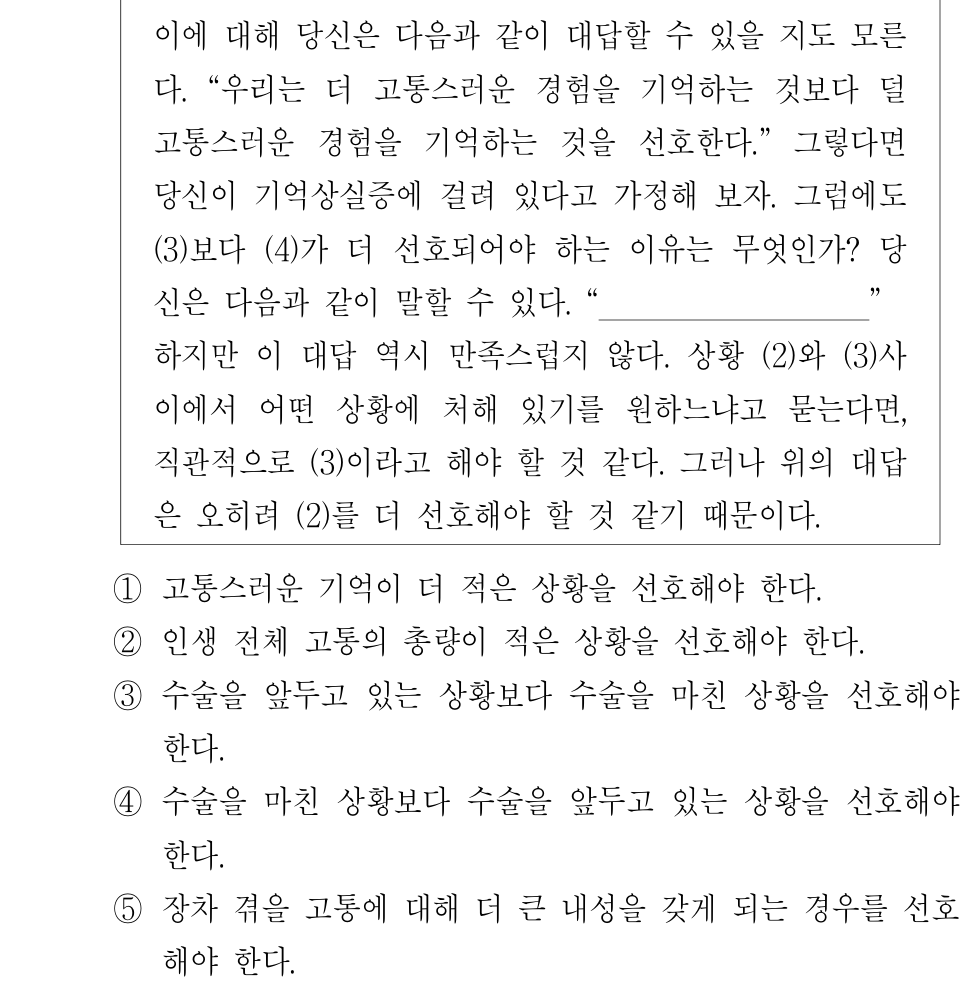 이에 대해 당신은 다음과 같이 대답할 수 있을 지도 모른
다. “우리는 더 고통스러운 경험을 기억하는 것보다 덜
고통스러운 경험을 기억하는 것을 선호한다.” 그렇다면
당신이 기억상실증에 걸려 있다고 가정해 보자. 그럼에도
(3)보다 (4)가 더 선호되어야 하는 이유는 무엇인가? 당
신은 다음과 같이 말할 수 있다. “__________________”
하지만 이 대답 역시 만족스럽지 않다. 상황 (2)와 (3)사
이에서 어떤 상황에 처해 있기를 원하느냐고 묻는다면,
직관적으로 (3)이라고 해야 할 것 같다. 그러나 위의 대답
은 오히려 (2)를 더 선호해야 할 것 같기 때문이다.
① 고통스러운 기억이 더 적은 상황을 선호해야 한다.
② 인생 전체 고통의 총량이 적은 상황을 선호해야 한다.
③ 수술을 앞두고 있는 상황보다 수술을 마친 상황을 선호해야
한다.
④ 수술을 마친 상황보다 수술을 앞두고 있는 상황을 선호해야
한다.
⑤ 장차 겪을 고통에 대해 더 큰 내성을 갖게 되는 경우를 선호
해야 한다.